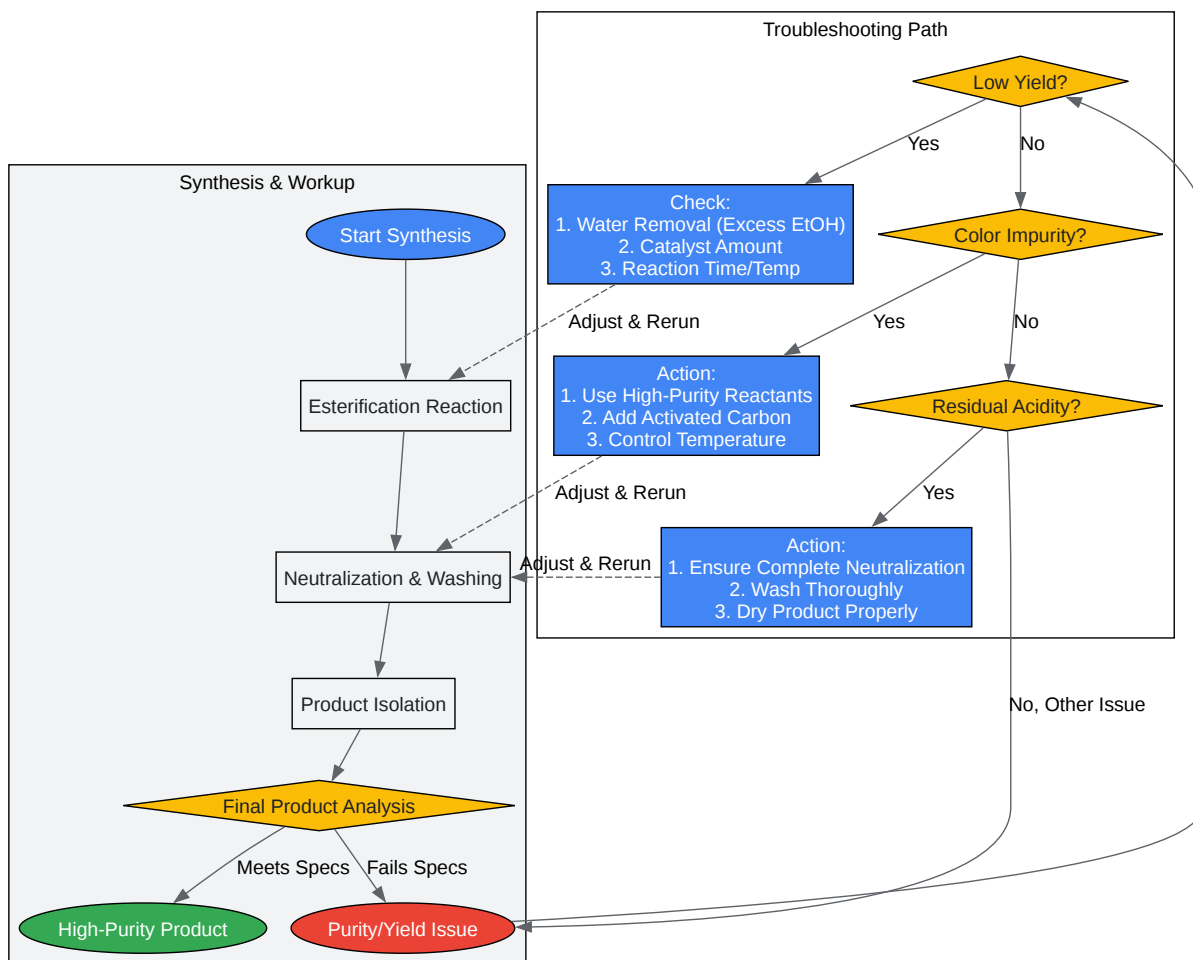 Troubleshooting Path
Low Yield?
Yes
No
Synthesis & Workup
Check:
1. Water Removal (Excess EtOH)
2. Catalyst Amount
3. Reaction Time/Temp
Start Synthesis
Color Impurity?
Adjust & Rerun
Yes
No
Action:
1. Use High-Purity Reactants
2. Add Activated Carbon
3. Control Temperature
Esterification Reaction
Residual Acidity?
Adjust & Rerun
Yes
Action:
1. Ensure Complete Neutralization
2. Wash Thoroughly
3. Dry Product Properly
Adjust & Rerun
Neutralization & Washing
Product Isolation
No, Other Issue
Final Product Analysis
Meets Specs
Fails Specs
High-Purity Product
Purity/Yield Issue